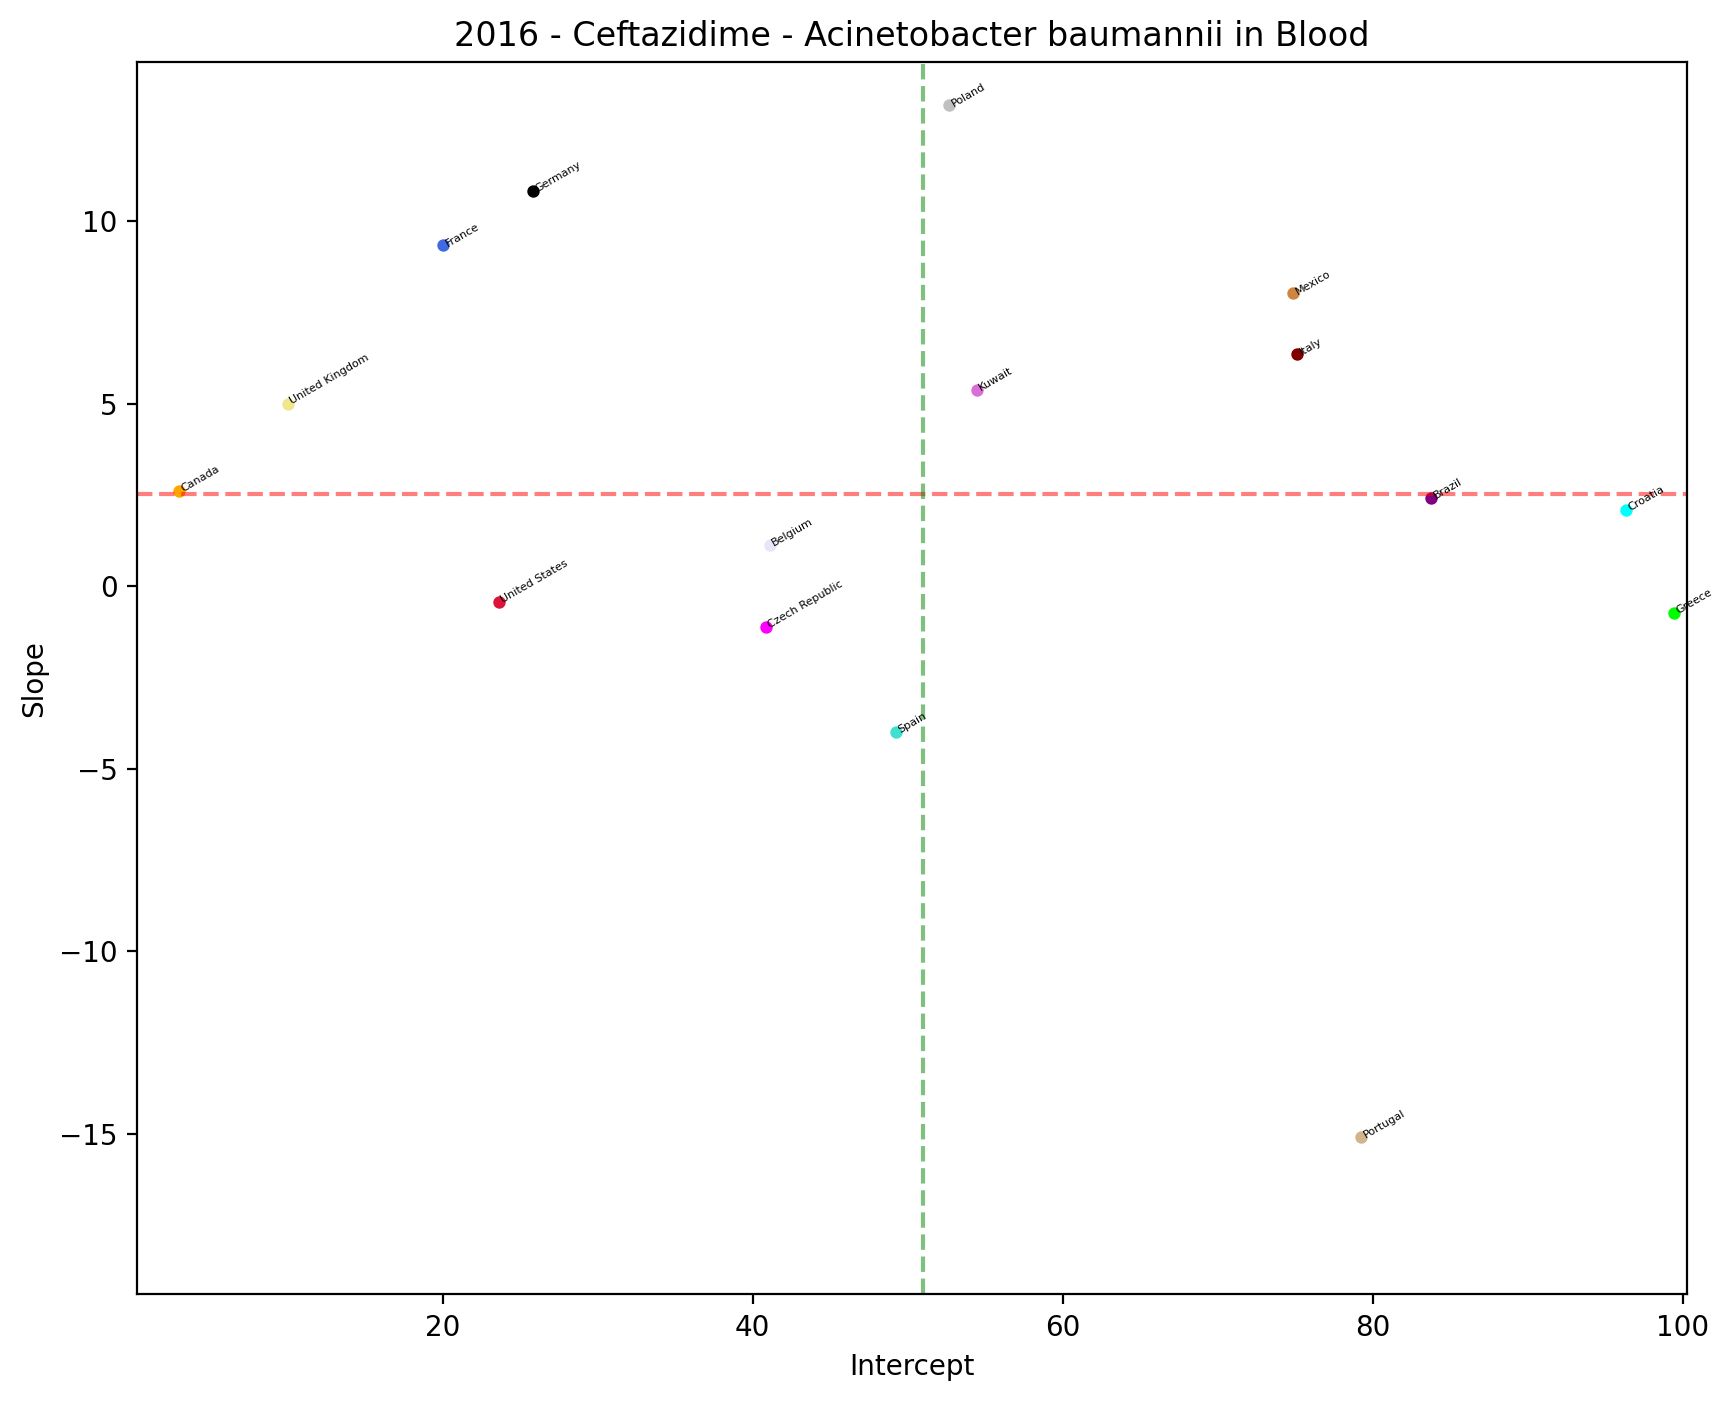 2016 - Ceftazidime - Acinetobacter baumannii in Blood
Poland
Germany
France
Mexico
Italy
Kuwait
United Kingdom
Canada
Brazil
Croatia
Belgium
United States
Czech Republic
Greece
Spain
Portugal
10
5
0
−5
−10
−15
Slope
20
40
60
80
100
Intercept